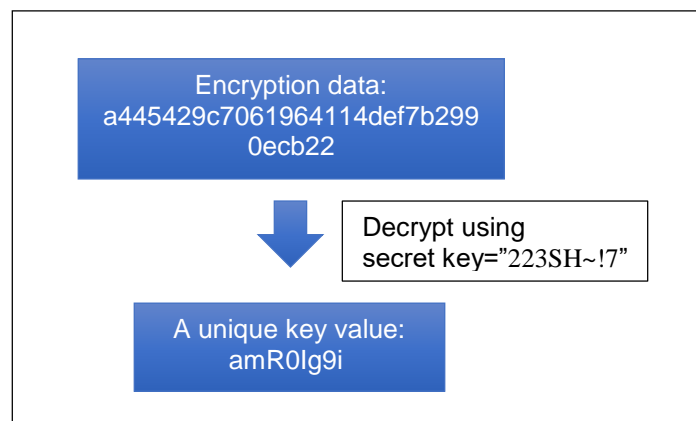 Encryption data:
a445429c7061964114def7b299
0ecb22
Decrypt using
secret key=”223SH~!7”
A unique key value:
amR0Ig9i